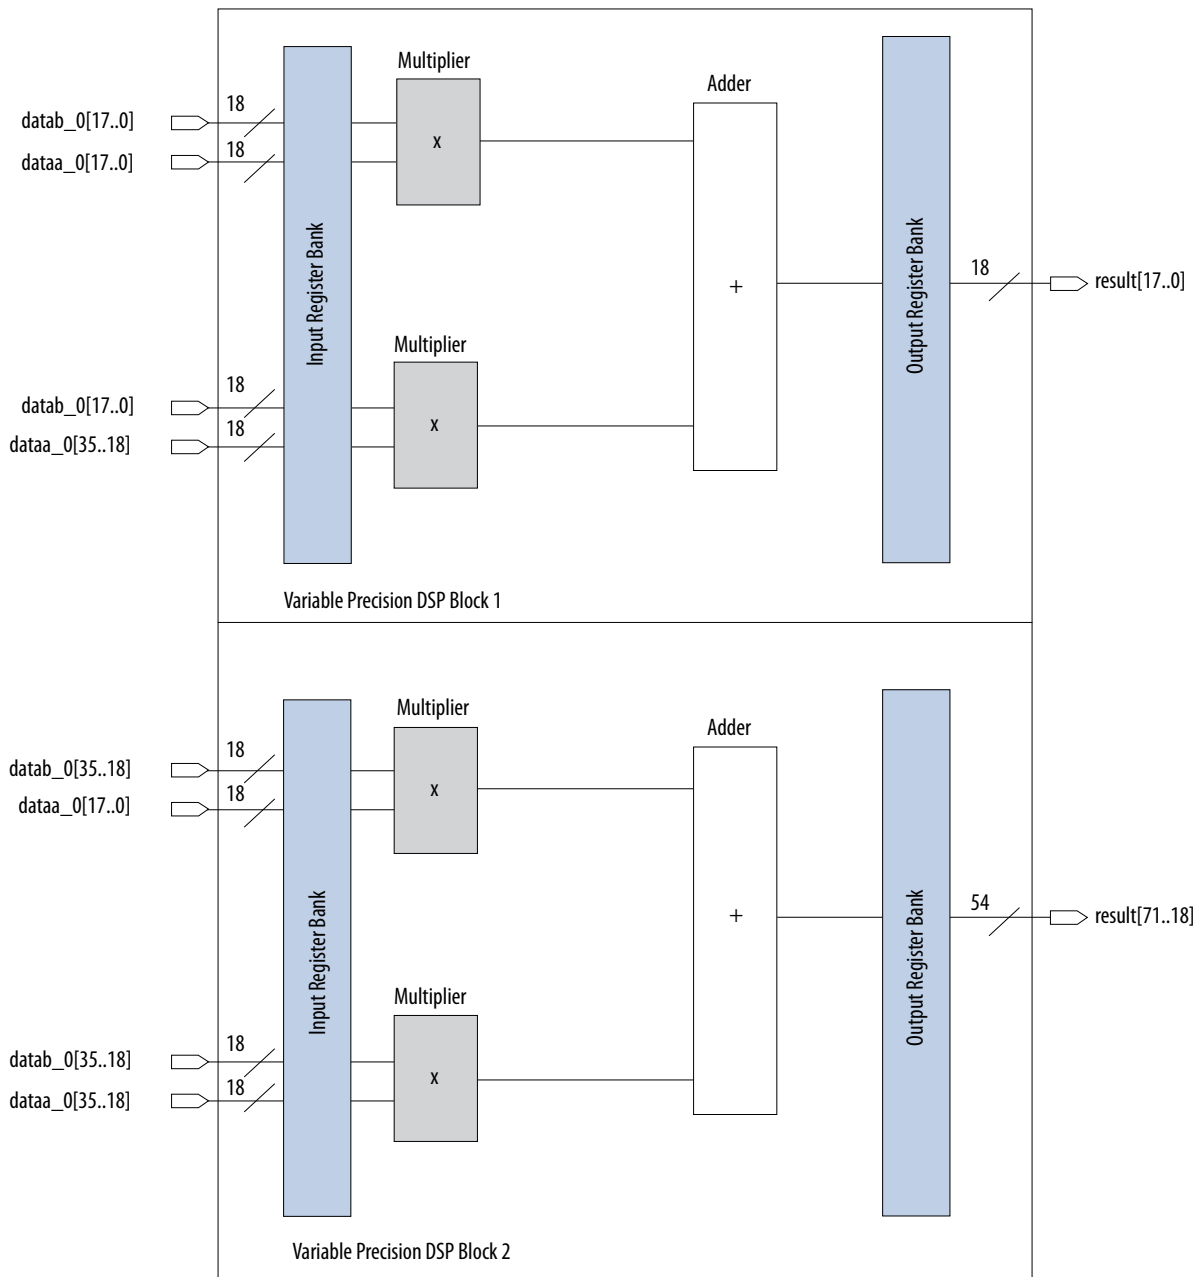 Multiplier
Adder
18
datab_0[17..0]
18
dataa_0[17..0]
x
Input Register Bank
Output Register Bank
+
18
result[17..0]
Multiplier
18
datab_0[17..0]
18
dataa_0[35..18]
x
Variable Precision DSP Block 1
Multiplier
Adder
18
datab_0[35..18]
18
dataa_0[17..0]
x
Input Register Bank
Output Register Bank
+
54
result[71..18]
Multiplier
18
datab_0[35..18]
18
dataa_0[35..18]
x
Variable Precision DSP Block 2